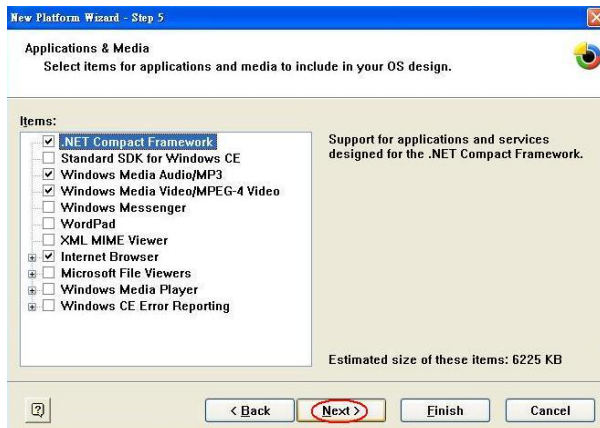 New Platform Wizard - Step 5
Applications & Media
Select items for applications and media to include in your OS design.
Items:
.NET Compact Framework
Standard SDK for Windows CE
Windows Media Audio/MP3
Windows Media Video/MPEG-4 Video
Windows Messenger
WordPad
XML MIME Viewer
Internet Browser
Microsoft File Viewers
Windows Media Player
Windows CE Error Reporting
Support for applications and services
designed for the .NET Compact Framework.
Estimated size of these items: 6225 KB
< Back
Next >
Finish
Cancel